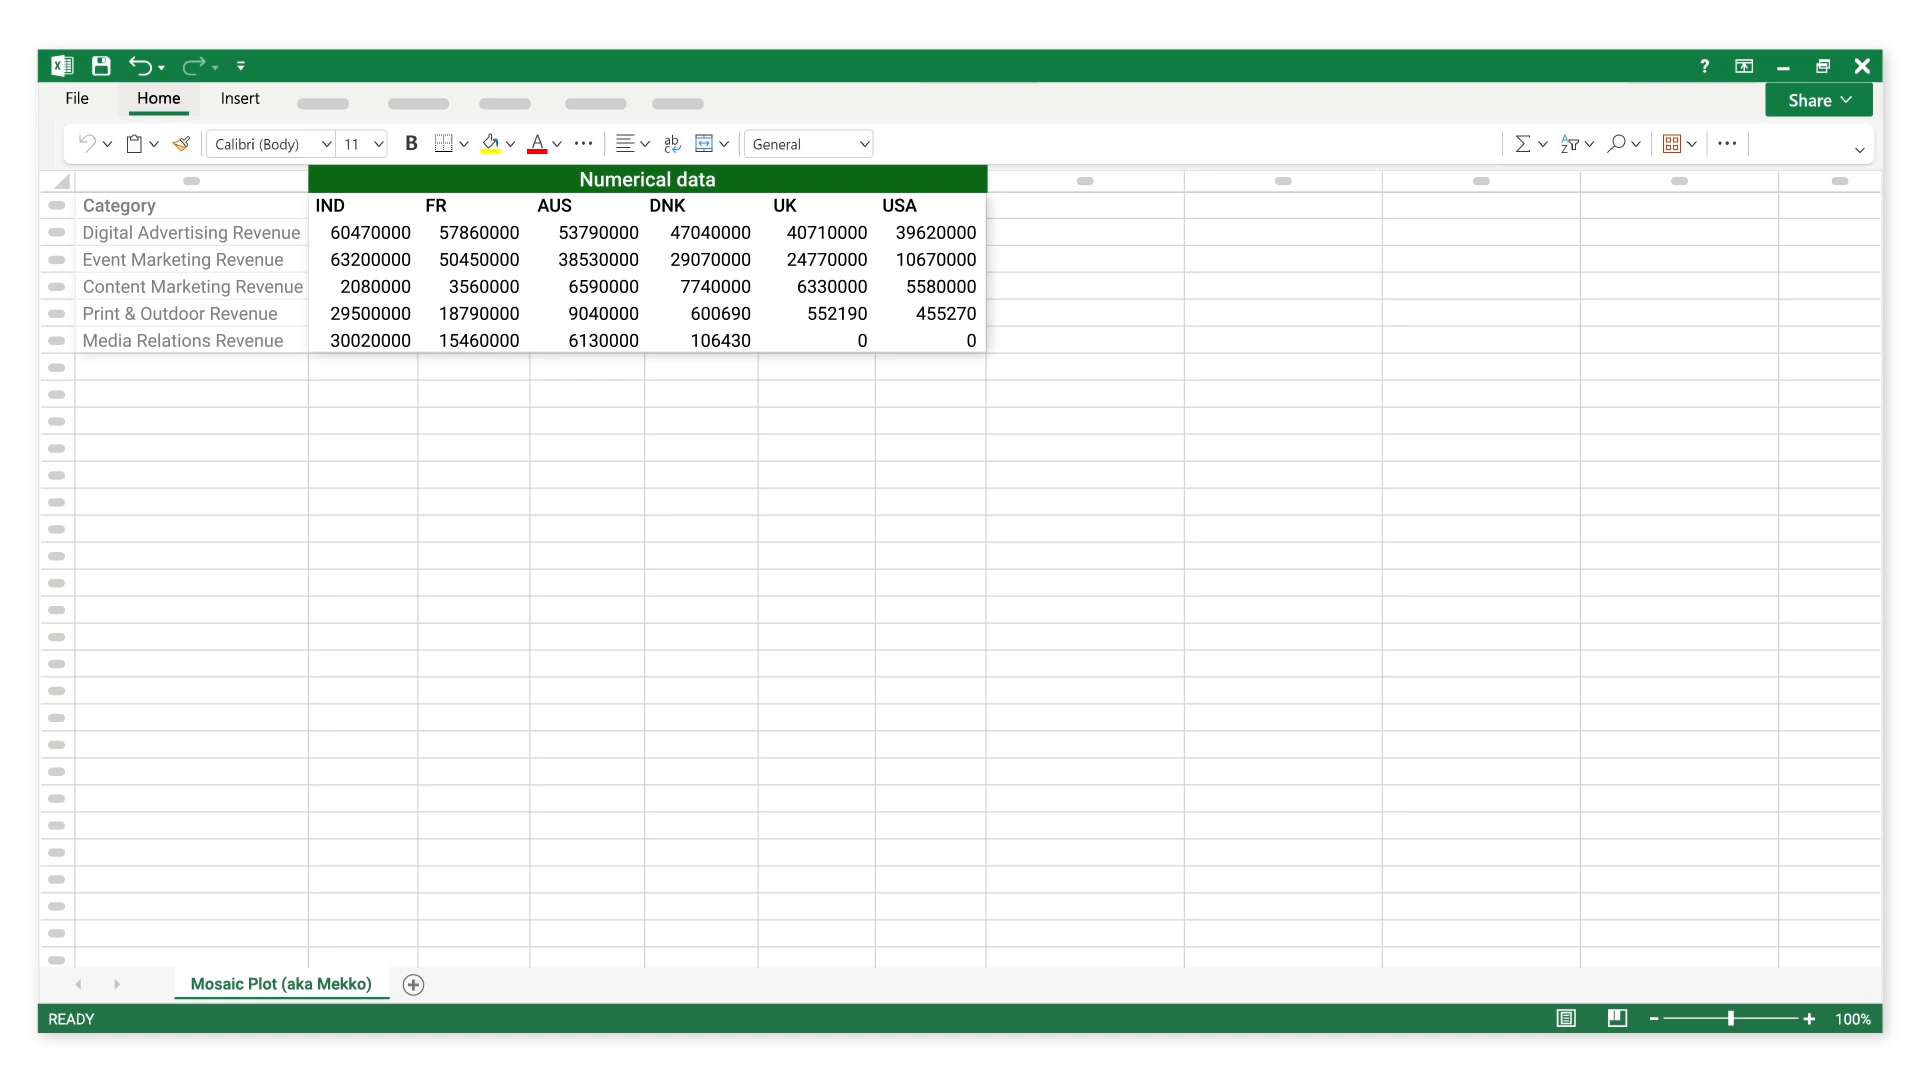 File Home Insert
Share
Calibri (Body) 11 B General
Numerical data
Category IND FR AUS DNK UK USA
Digital Advertising Revenue 60470000 57860000 53790000 47040000 40710000 39620000
Event Marketing Revenue 63200000 50450000 38530000 29070000 24770000 10670000
Content Marketing Revenue 2080000 3560000 6590000 7740000 6330000 5580000
Print & Outdoor Revenue 29500000 18790000 9040000 600690 552190 455270
Media Relations Revenue 30020000 15460000 6130000 106430 0 0
Mosaic Plot (aka Mekko)
READY 100%